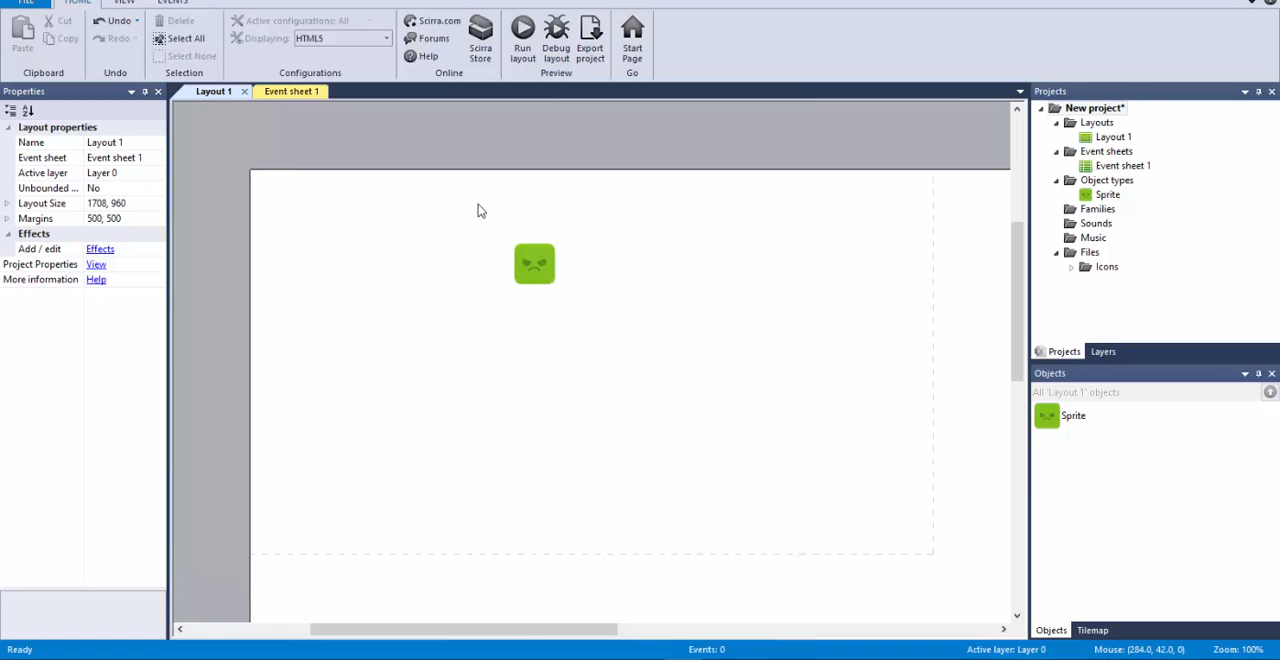 FILE HOME VIEW EVENTS
Paste Cut Copy Clipboard
Undo Redo Undo
Delete Select All Select None Selection
Active configurations: All
Displaying: HTML5
Configurations
Scirra.com Forums Help Scirra Store Online
Run layout Debug layout Export project Preview
Start Page Go
Properties
Layout 1 Event sheet 1
Layout properties
Name Layout 1
Event sheet Event sheet 1
Active layer Layer 0
Unbounded ... No
Layout Size 1708, 960
Margins 500, 500
Effects
Add / edit Effects
Project Properties View
More information Help
Projects
New project*
Layouts
Layout 1
Event sheets
Event sheet 1
Object types
Sprite
Families
Sounds
Music
Files
Icons
Projects Layers
Objects
All 'Layout 1' objects
Sprite
Objects Tilemap
Ready Events: 0 Active layer: Layer 0 Mouse: (284.0, 42.0, 0) Zoom: 100%